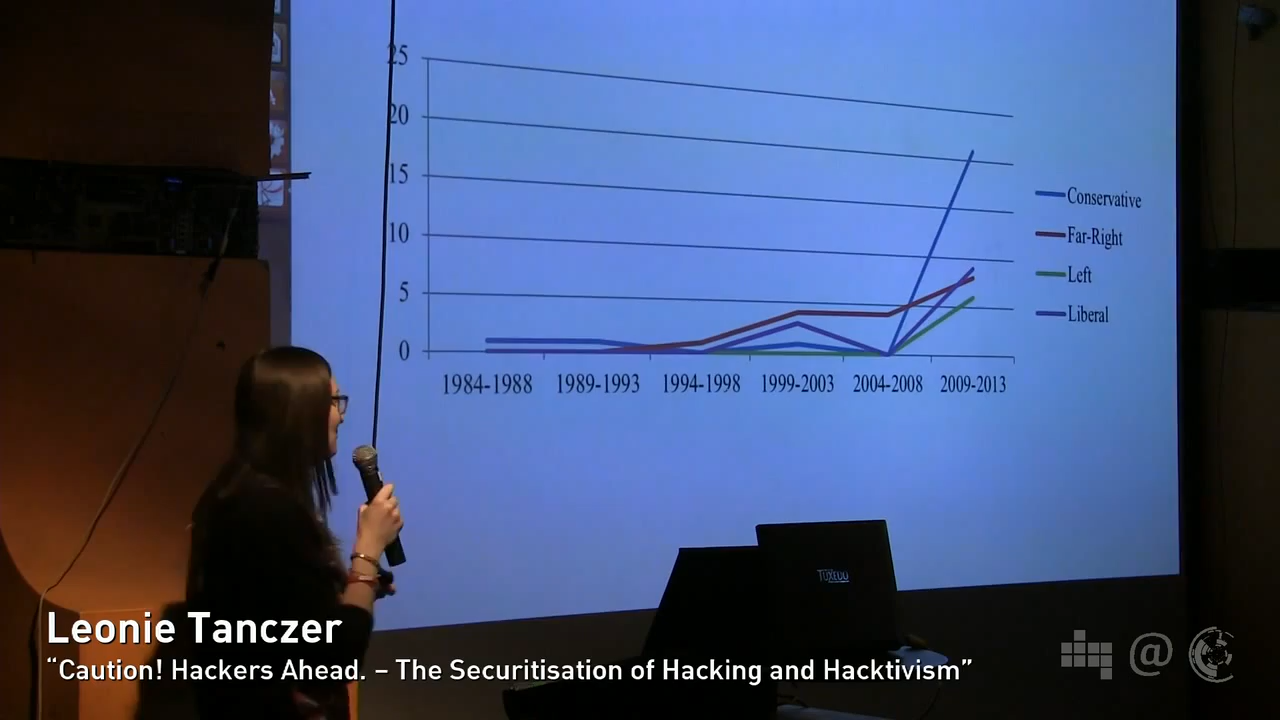 25
20
15
10
5
0
1984-1988 1989-1993 1994-1998 1999-2003 2004-2008 2009-2013
Conservative
Far-Right
Left
Liberal
TUXEDO
Leonie Tanczer
“Caution! Hackers Ahead. – The Securitisation of Hacking and Hacktivism”
@